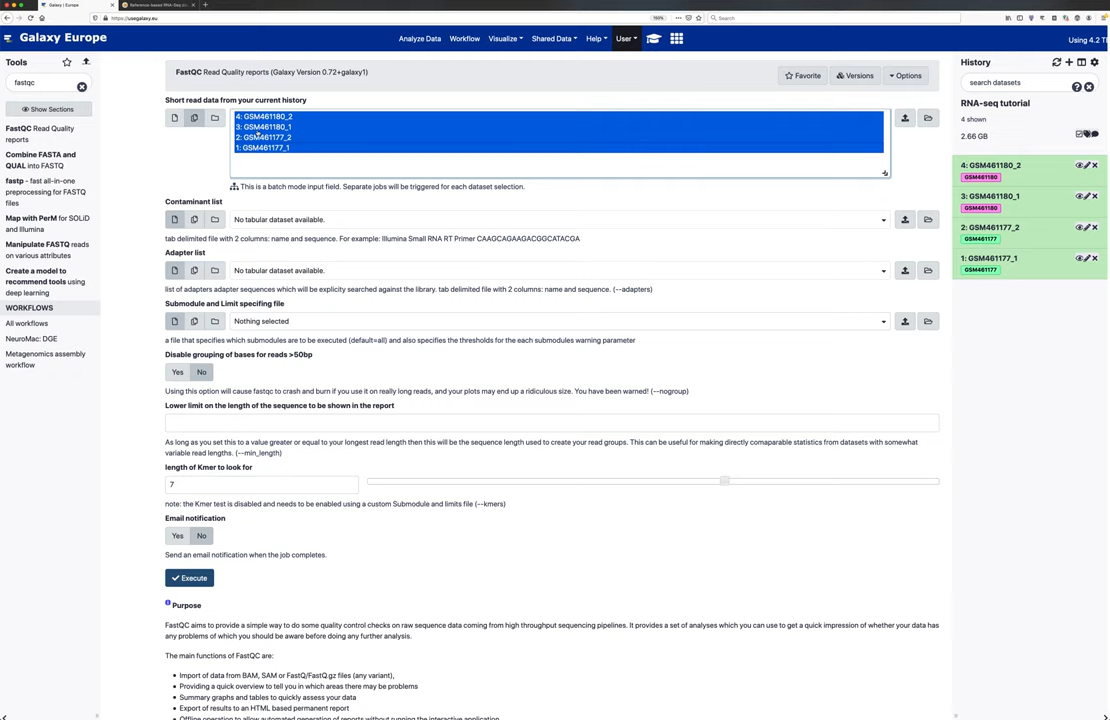 Galaxy | Europe
Reference-based RNA-Seq da
https://usegalaxy.eu
150%
Search
Galaxy Europe
Analyze Data
Workflow
Visualize
Shared Data
Help
User
Using 4.2 T
Tools
fastqc
Show Sections
FastQC Read Quality
reports
Combine FASTA and
QUAL into FASTQ
fastp - fast all-in-one
preprocessing for FASTQ
files
Map with PerM for SOLiD
and Illumina
Manipulate FASTQ reads
on various attributes
Create a model to
recommend tools using
deep learning
WORKFLOWS
All workflows
NeuroMac: DGE
Metagenomics assembly
workflow
FastQC Read Quality reports (Galaxy Version 0.72+galaxy1)
Favorite
Versions
Options
Short read data from your current history
4: GSM461180_2
3: GSM461180_1
2: GSM461177_2
1: GSM461177_1
This is a batch mode input field. Separate jobs will be triggered for each dataset selection.
Contaminant list
No tabular dataset available.
tab delimited file with 2 columns: name and sequence. For example: Illumina Small RNA RT Primer CAAGCAGAAGACGGCATACGA
Adapter list
No tabular dataset available.
list of adapters adapter sequences which will be explicity searched against the library. tab delimited file with 2 columns: name and sequence. (--adapters)
Submodule and Limit specifing file
Nothing selected
a file that specifies which submodules are to be executed (default=all) and also specifies the thresholds for the each submodules warning parameter
Disable grouping of bases for reads >50bp
Yes
No
Using this option will cause fastqc to crash and burn if you use it on really long reads, and your plots may end up a ridiculous size. You have been warned! (--nogroup)
Lower limit on the length of the sequence to be shown in the report
As long as you set this to a value greater or equal to your longest read length then this will be the sequence length used to create your read groups. This can be useful for making directly comaparable statistics from datasets with somewhat
variable read lengths. (--min_length)
length of Kmer to look for
7
note: the Kmer test is disabled and needs to be enabled using a custom Submodule and limits file (--kmers)
Email notification
Yes
No
Send an email notification when the job completes.
Execute
Purpose
FastQC aims to provide a simple way to do some quality control checks on raw sequence data coming from high throughput sequencing pipelines. It provides a set of analyses which you can use to get a quick impression of whether your data has
any problems of which you should be aware before doing any further analysis.
The main functions of FastQC are:
Import of data from BAM, SAM or FastQ/FastQ.gz files (any variant),
Providing a quick overview to tell you in which areas there may be problems
Summary graphs and tables to quickly assess your data
Export of results to an HTML based permanent report
Offline operation to allow automated generation of reports without running the interactive application
History
search datasets
RNA-seq tutorial
4 shown
2.66 GB
4: GSM461180_2
GSM461180
3: GSM461180_1
GSM461180
2: GSM461177_2
GSM461177
1: GSM461177_1
GSM461177